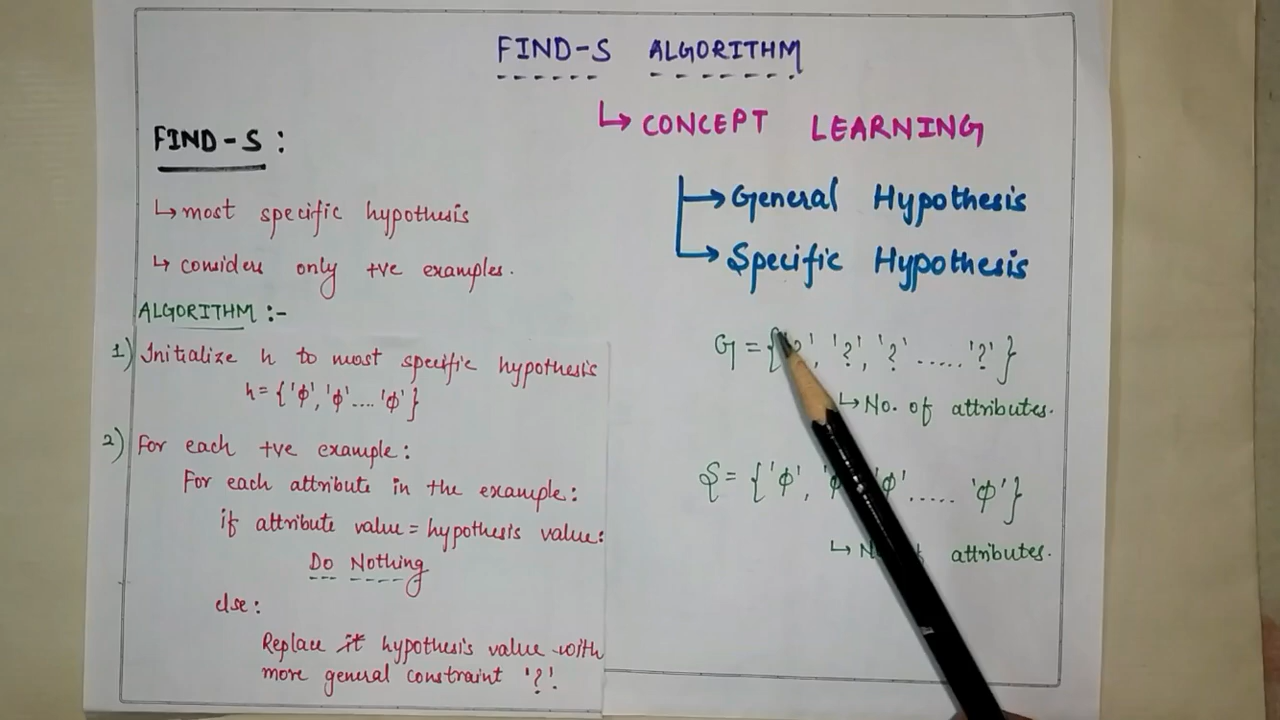 FIND-S ALGORITHM
↳ CONCEPT LEARNING
FIND-S :
↳ most specific hypothesis
↳ considers only +ve examples.
ALGORITHM :-
1) Initialize h to most specific hypothesis
h = {'φ', 'φ' .... 'φ'}
2) For each +ve example :
For each attribute in the example :
if attribute value = hypothesis value :
Do Nothing
else :
Replace hypothesis value with
more general constraint '?'.
→ General Hypothesis
→ Specific Hypothesis
G = {'?', '?', '?' ..... '?'}
↳ No. of attributes.
S = {'φ', 'φ', 'φ', ..... 'φ'}
↳ attributes.